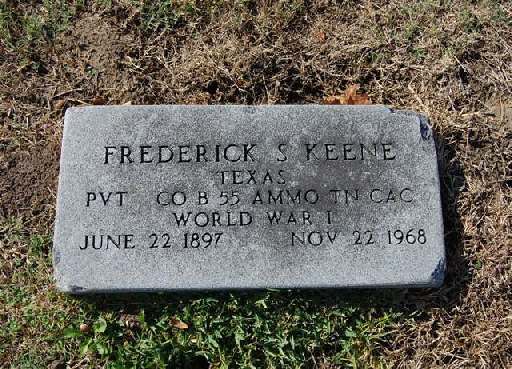 FREDERICK S KEENE
TEXAS
PVT CO B 55 AMMO TN CAC
WORLD WAR I
JUNE 22 1897 NOV 22 1968